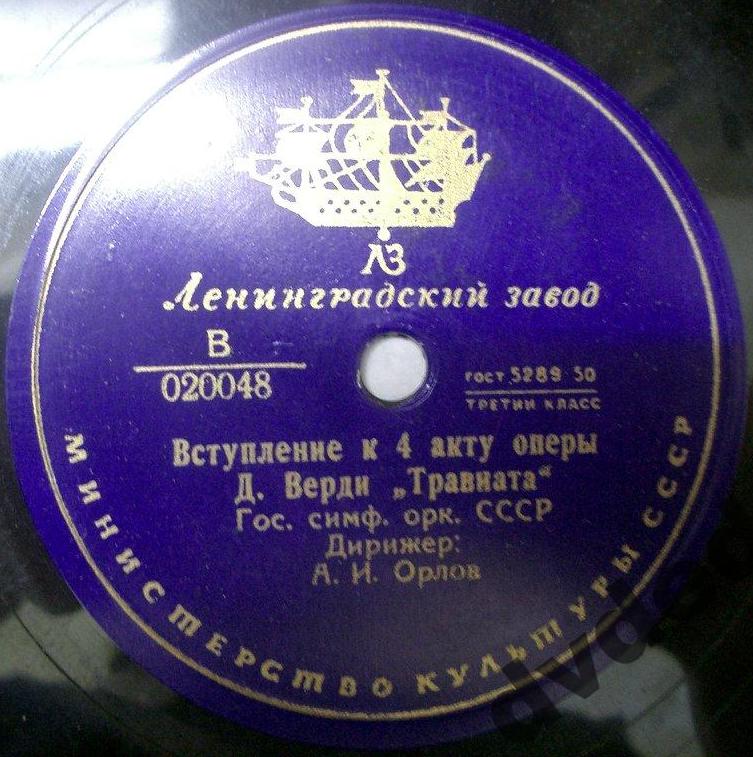 ЛЗ
Ленинградский завод
В
020048
ГОСТ 5289-50
ТРЕТИЙ КЛАСС
Вступление к 4 акту оперы
Д. Верди „Травиата“
Гос. симф. орк. СССР
Дирижер:
А. И. Орлов
МИНИСТЕРСТВО КУЛЬТУРЫ СССР